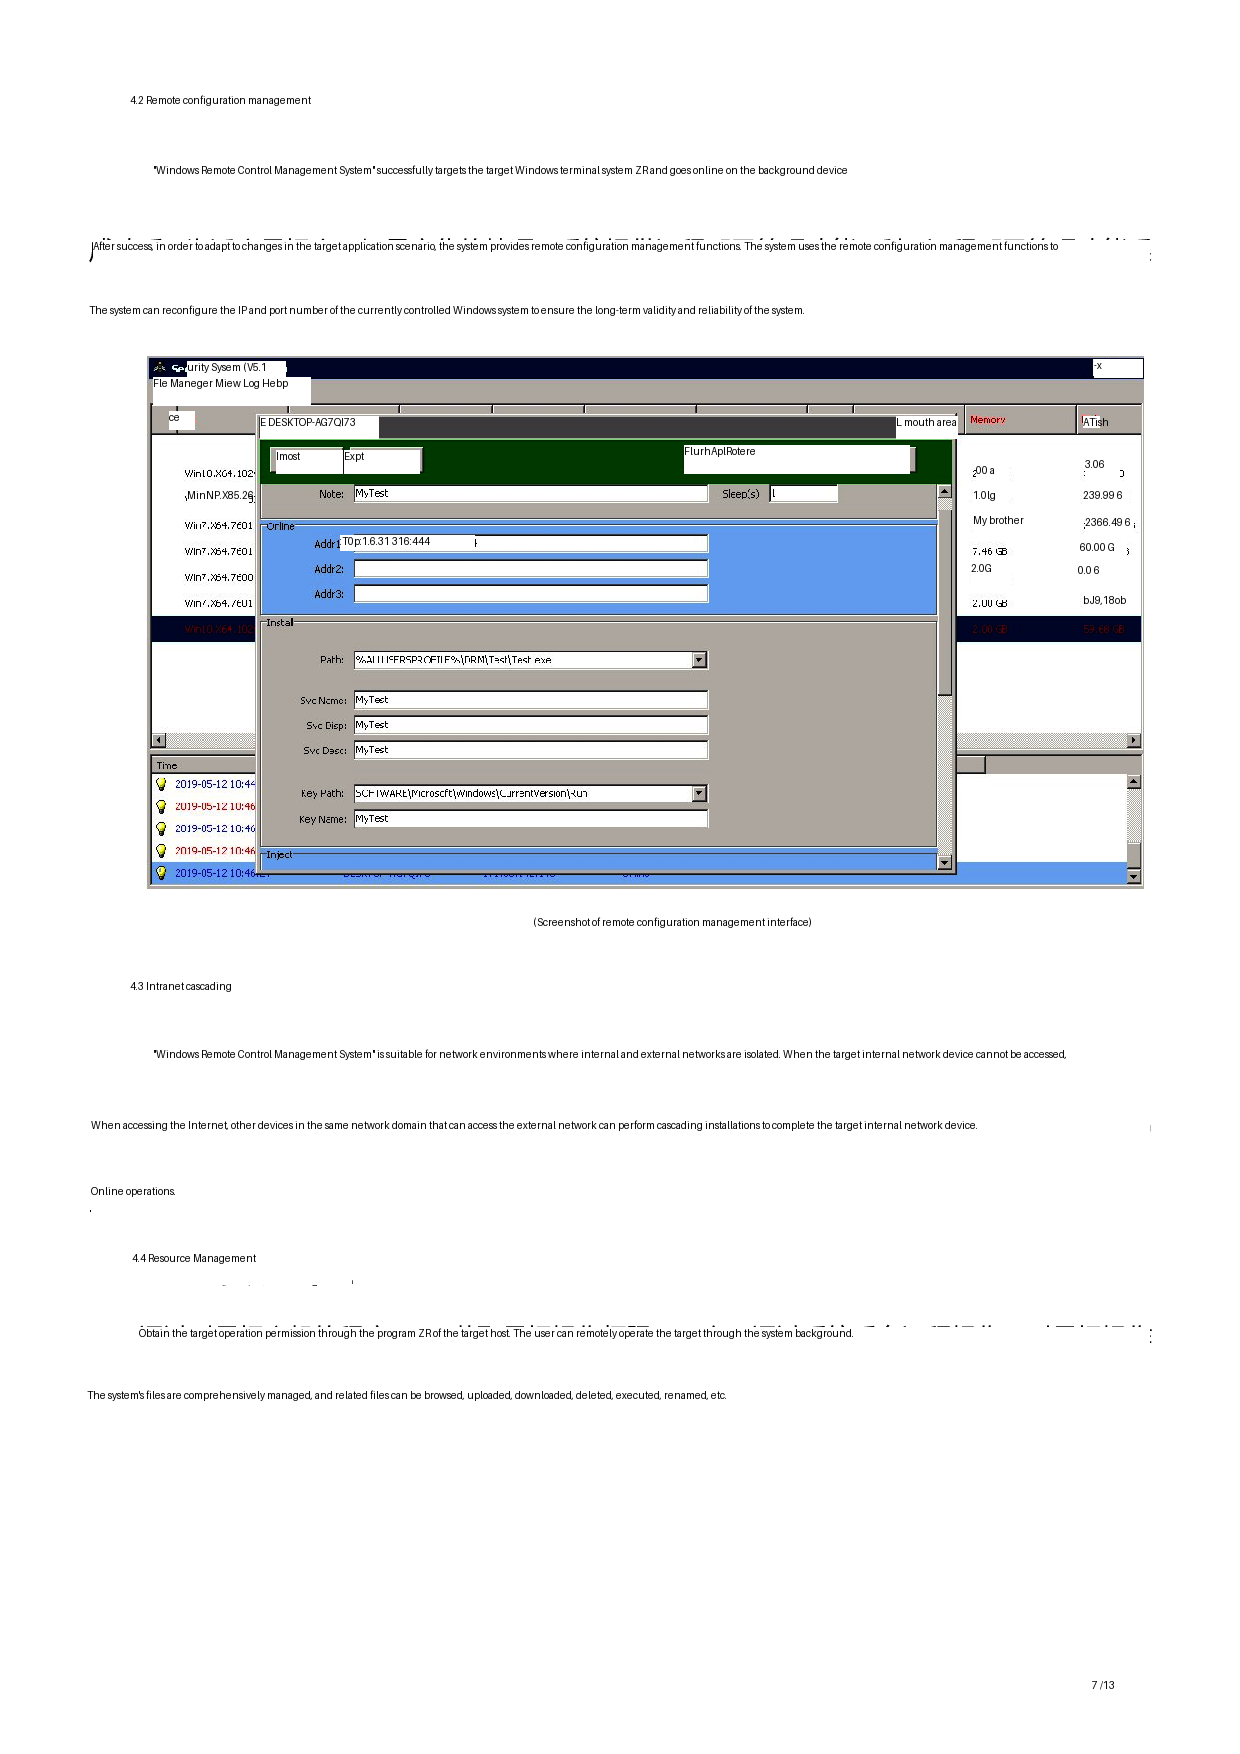 4.2 Remote configuration management
"Windows Remote Control Management System" successfully targets the target Windows terminal system ZR and goes online on the background device
After success, in order to adapt to changes in the target application scenario, the system provides remote configuration management functions. The system uses the remote configuration management functions to
The system can reconfigure the IP and port number of the currently controlled Windows system to ensure the long-term validity and reliability of the system.
urity Sysem (V5.1
-x
Fle Maneger Miew Log Hebp
ce
E DESKTOP-AG7QI73
L mouth area
Memory
ATish
Imost
Expt
FlurhAplRotere
Win10.X64.102
:00 a
3.06
Note: MyTest
Sleep(s)
\MinNP.X85.26
1.0lg
239.99 6
Win7.X64.7601
Online
My brother
2366.49 6
Addr1: T0p:1.6.31 316:444
Win7.X64.7601
7.46 GB
60.00 G
Addr2:
Win7.X64.7600
2.0G
0.0 6
Addr3:
Win7.X64.7601
2.00 GB
bJ9,18ob
Install
Win10.X64.102
2.00 GB
59.68 GB
Path: %ALLUSERSPROFILE%\DRM\Test\Test.exe
Svc Name: MyTest
Svc Disp: MyTest
Svc Desc: MyTest
Time
2019-05-12 10:44
Key Path: SOFTWARE\Microsoft\Windows\CurrentVersion\Run
2019-05-12 10:46
Key Name: MyTest
2019-05-12 10:46
2019-05-12 10:46
Inject
2019-05-12 10:46
(Screenshot of remote configuration management interface)
4.3 Intranet cascading
"Windows Remote Control Management System" is suitable for network environments where internal and external networks are isolated. When the target internal network device cannot be accessed,
When accessing the Internet, other devices in the same network domain that can access the external network can perform cascading installations to complete the target internal network device.
Online operations.
4.4 Resource Management
Obtain the target operation permission through the program ZR of the target host. The user can remotely operate the target through the system background.
The system's files are comprehensively managed, and related files can be browsed, uploaded, downloaded, deleted, executed, renamed, etc.
7 /13